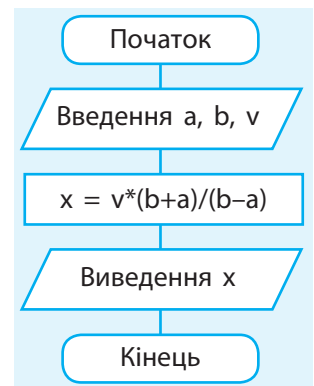 Початок
Введення a, b, v
x = v*(b+a)/(b–a)
Виведення x
Кінець